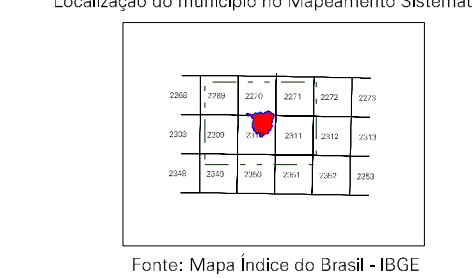 Localização do município no Mapeamento Sistemát
2268 2269 2270 2271 2272 2273
2308 2309 2311 2312 2313
2348 2349 2350 2351 2352 2353
Fonte: Mapa Índice do Brasil - IBGE